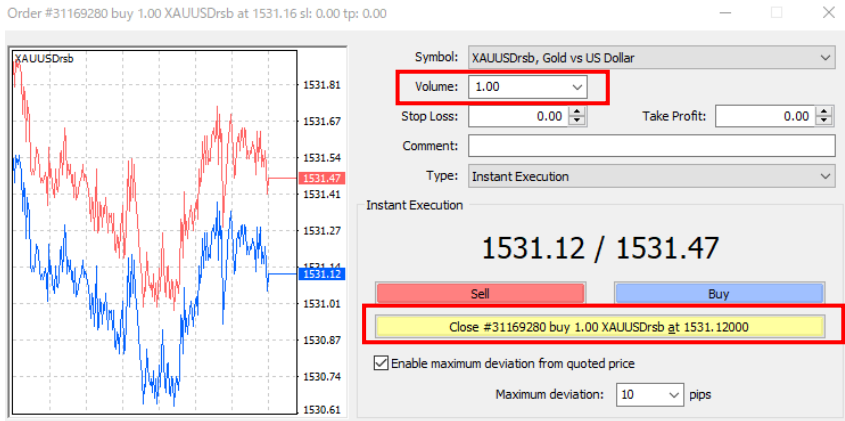 Order #31169280 buy 1.00 XAUUSDrsb at 1531.16 sl: 0.00 tp: 0.00
XAUUSDrsb
1531.81
1531.67
1531.54
1531.47
1531.41
1531.27
1531.14
1531.12
1531.01
1530.87
1530.74
1530.61
Symbol: XAUUSDrsb, Gold vs US Dollar
Volume: 1.00
Stop Loss: 0.00 Take Profit: 0.00
Comment:
Type: Instant Execution
Instant Execution
1531.12 / 1531.47
Sell Buy
Close #31169280 buy 1.00 XAUUSDrsb at 1531.12000
Enable maximum deviation from quoted price
Maximum deviation: 10 pips